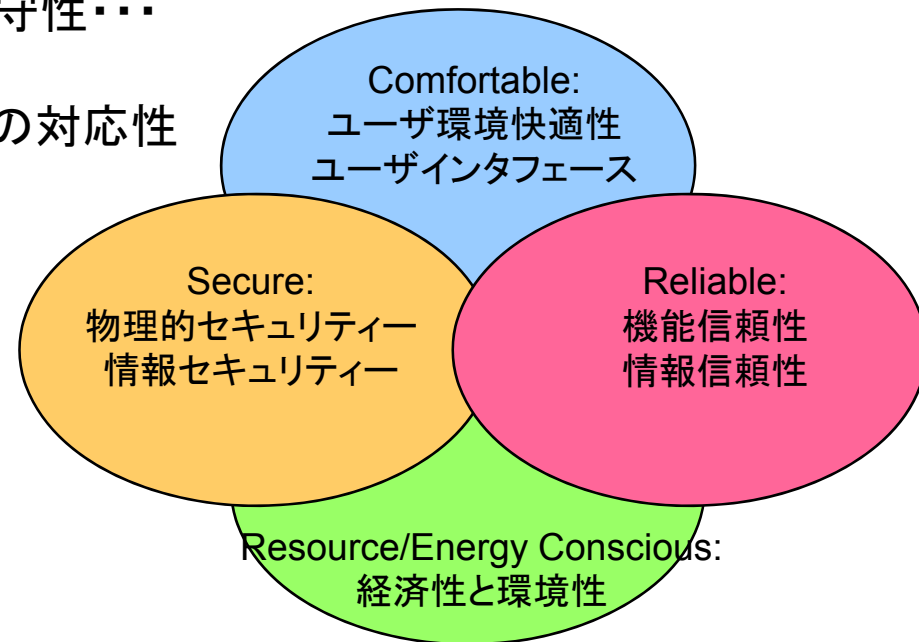 守性･･･
の対応性
Comfortable:
ユーザ環境快適性
ユーザインタフェース
Secure:
物理的セキュリティー
情報セキュリティー
Reliable:
機能信頼性
情報信頼性
Resource/Energy Conscious:
経済性と環境性